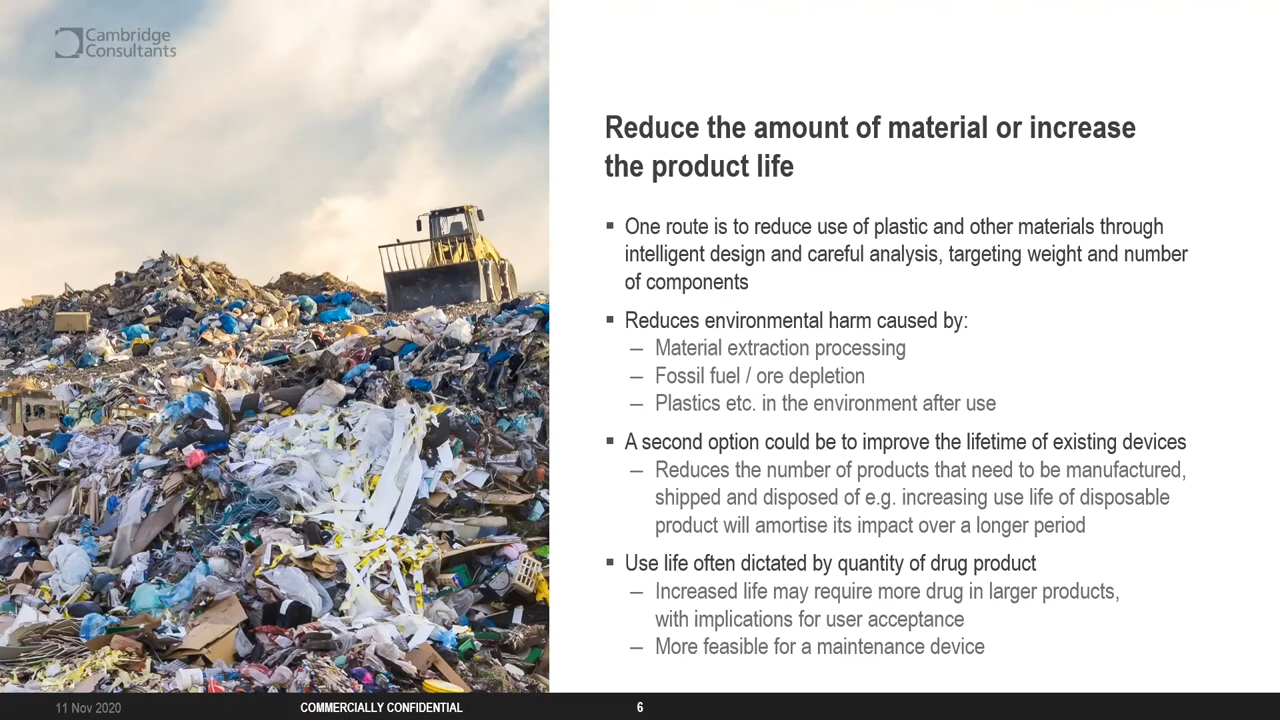 Cambridge
Consultants
Reduce the amount of material or increase
the product life
▪ One route is to reduce use of plastic and other materials through
intelligent design and careful analysis, targeting weight and number
of components
▪ Reduces environmental harm caused by:
– Material extraction processing
– Fossil fuel / ore depletion
– Plastics etc. in the environment after use
▪ A second option could be to improve the lifetime of existing devices
– Reduces the number of products that need to be manufactured,
shipped and disposed of e.g. increasing use life of disposable
product will amortise its impact over a longer period
▪ Use life often dictated by quantity of drug product
– Increased life may require more drug in larger products,
with implications for user acceptance
– More feasible for a maintenance device
11 Nov 2020
COMMERCIALLY CONFIDENTIAL
6